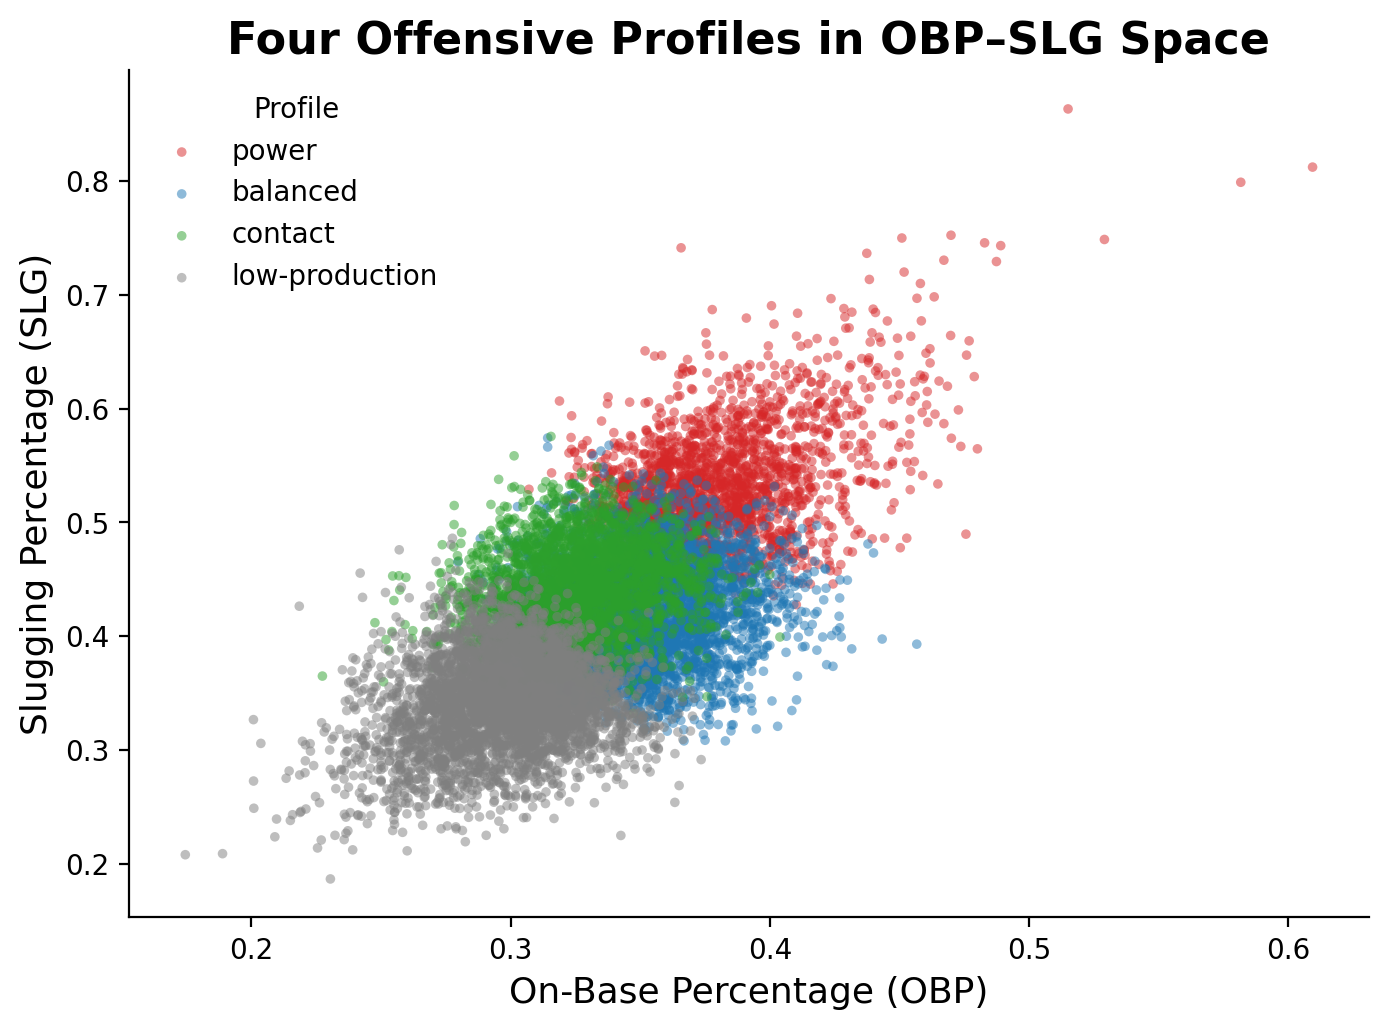 Four Offensive Profiles in OBP–SLG Space
Profile
power
balanced
contact
low-production
Slugging Percentage (SLG)
0.8
0.7
0.6
0.5
0.4
0.3
0.2
0.2
0.3
0.4
0.5
0.6
On-Base Percentage (OBP)